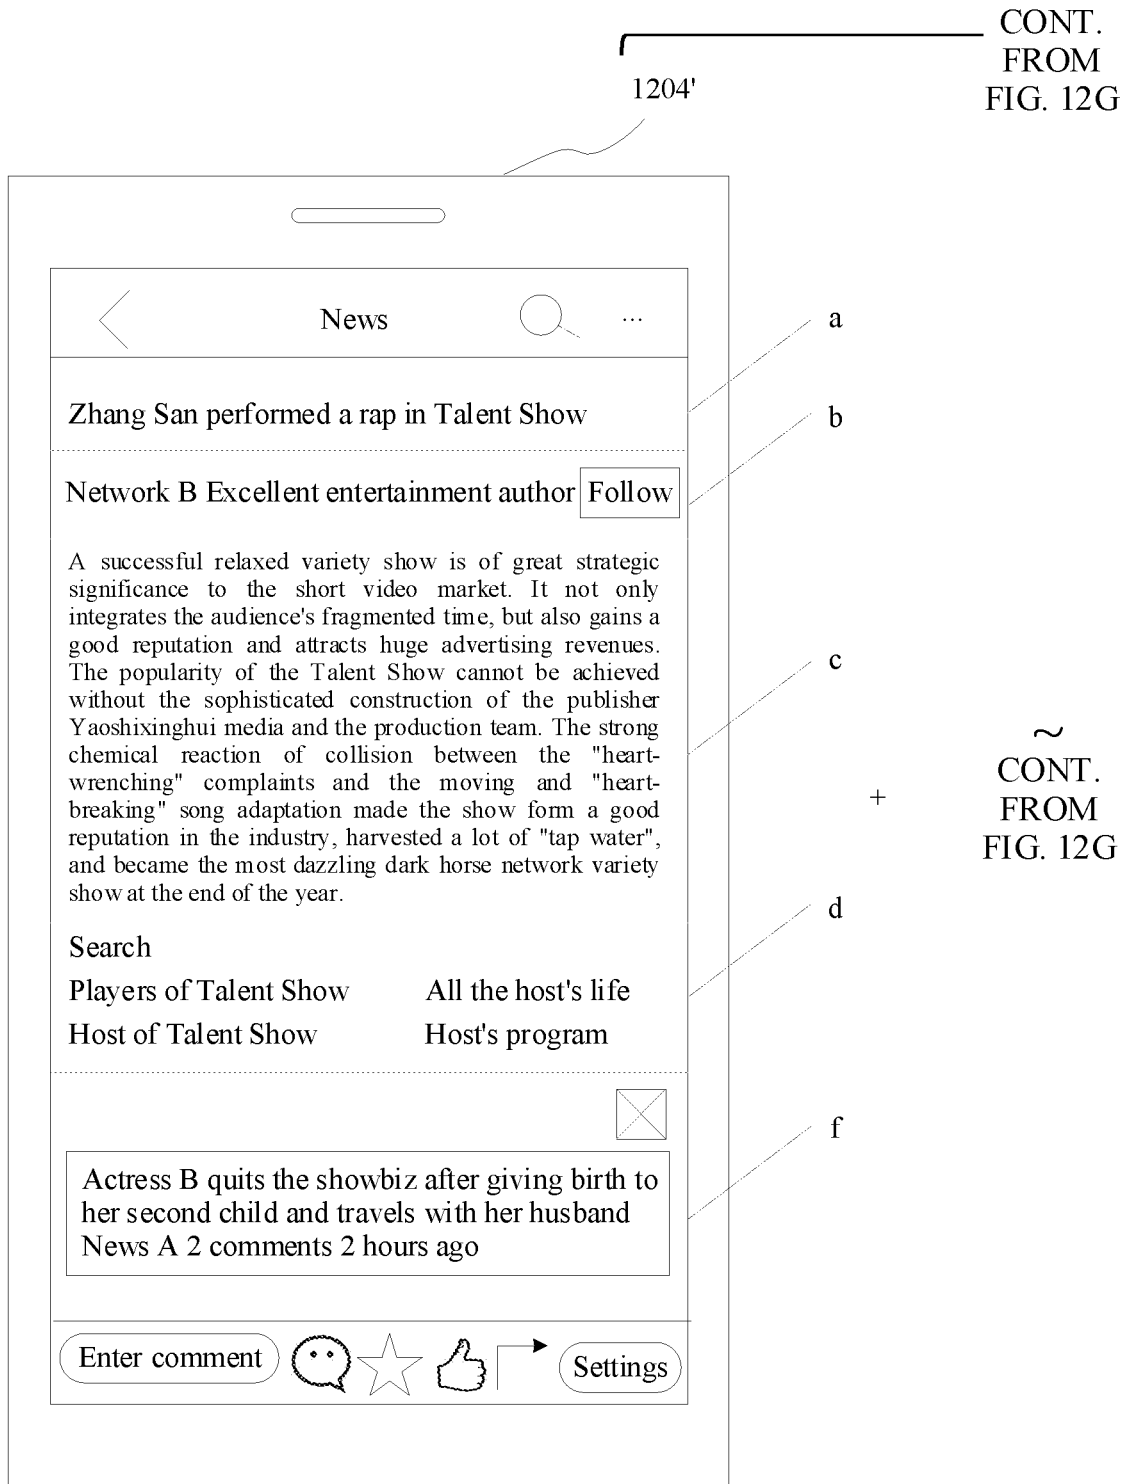 CONT.
FROM
FIG. 12G
1204'
News
...
a
Zhang San performed a rap in Talent Show
b
Network B Excellent entertainment author Follow
A successful relaxed variety show is of great strategic
significance to the short video market. It not only
integrates the audience's fragmented time, but also gains a
good reputation and attracts huge advertising revenues.
The popularity of the Talent Show cannot be achieved
without the sophisticated construction of the publisher
Yaoshixinghui media and the production team. The strong
chemical reaction of collision between the "heart-
wrenching" complaints and the moving and "heart-
breaking" song adaptation made the show form a good
reputation in the industry, harvested a lot of "tap water",
and became the most dazzling dark horse network variety
show at the end of the year.
c
~
CONT.
FROM
FIG. 12G
+
d
Search
Players of Talent Show All the host's life
Host of Talent Show Host's program
f
Actress B quits the showbiz after giving birth to
her second child and travels with her husband
News A 2 comments 2 hours ago
Enter comment Settings